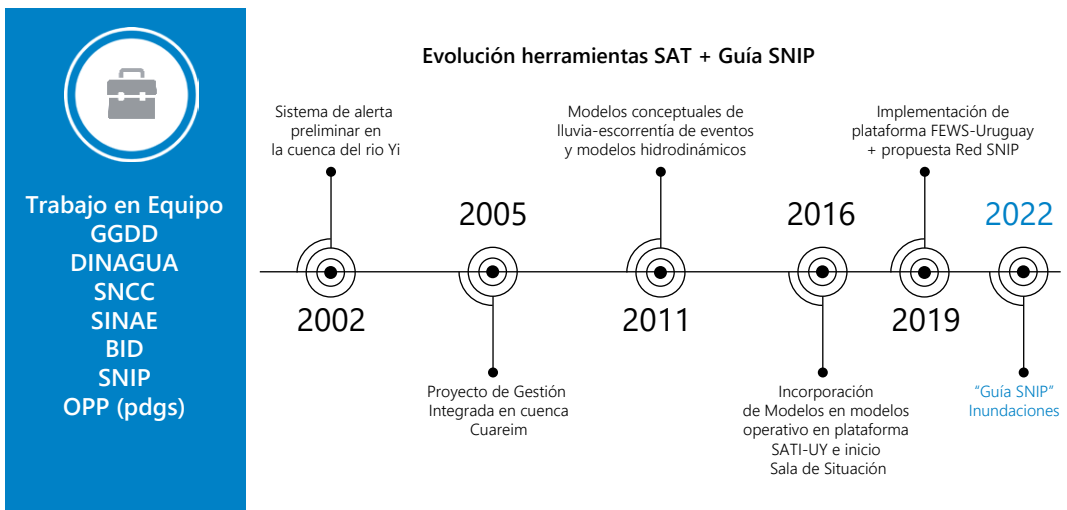 Trabajo en Equipo
GGDD
DINAGUA
SNCC
SINAE
BID
SNIP
OPP (pdgs)
Evolución herramientas SAT + Guía SNIP
Sistema de alerta
preliminar en
la cuenca del rio Yi
2002
2005
Proyecto de Gestión
Integrada en cuenca
Cuareim
Modelos conceptuales de
lluvia-escorrentía de eventos
y modelos hidrodinámicos
2011
2016
Incorporación
de Modelos en modelos
operativo en plataforma
SATI-UY e inicio
Sala de Situación
Implementación de
plataforma FEWS-Uruguay
+ propuesta Red SNIP
2019
2022
“Guía SNIP”
Inundaciones